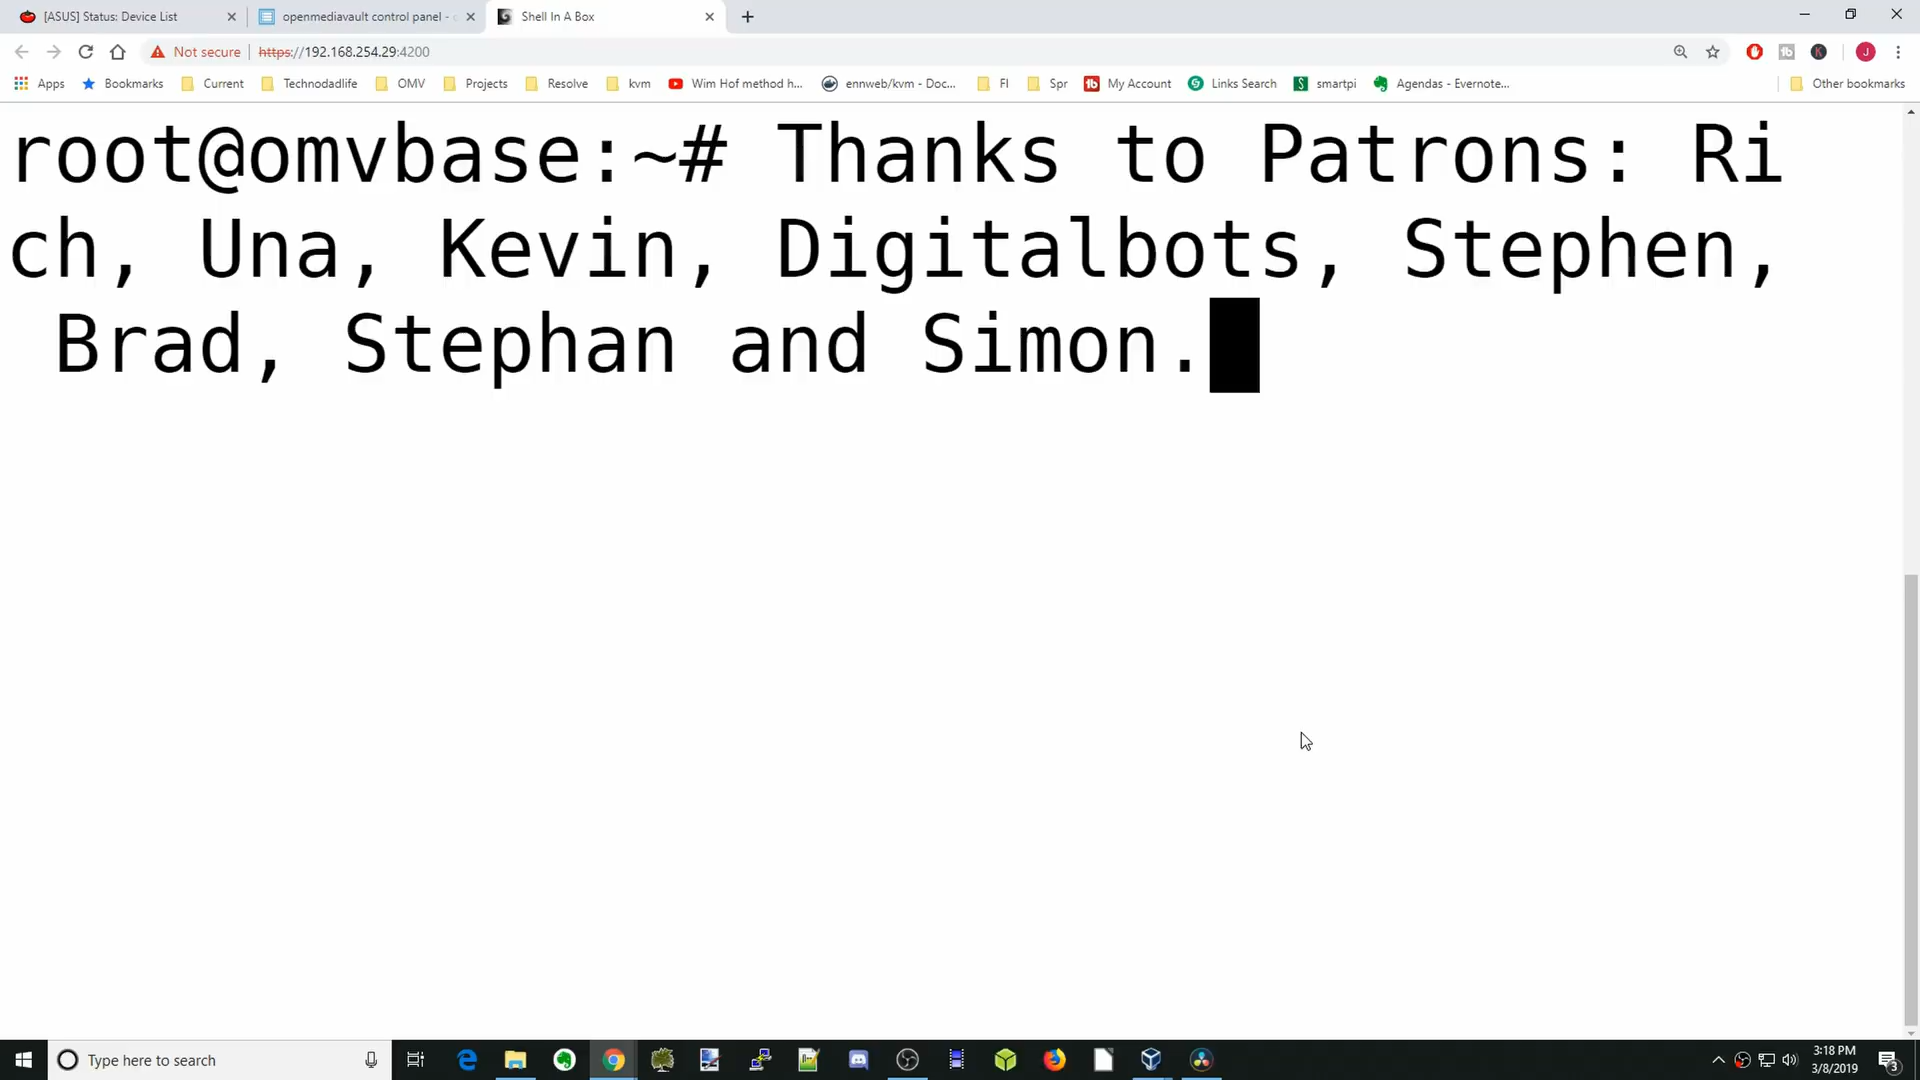 [ASUS] Status: Device List
openmediavault control panel -
Shell In A Box
Not secure
https://192.168.254.29:4200
Apps
Bookmarks
Current
Technodadlife
OMV
Projects
Resolve
kvm
Wim Hof method h...
ennweb/kvm - Doc...
FI
Spr
My Account
Links Search
smartpi
Agendas - Evernote...
Other bookmarks
root@omvbase:~# Thanks to Patrons: Ri
ch, Una, Kevin, Digitalbots, Stephen,
Brad, Stephan and Simon.
Type here to search
3:18 PM
3/8/2019
3